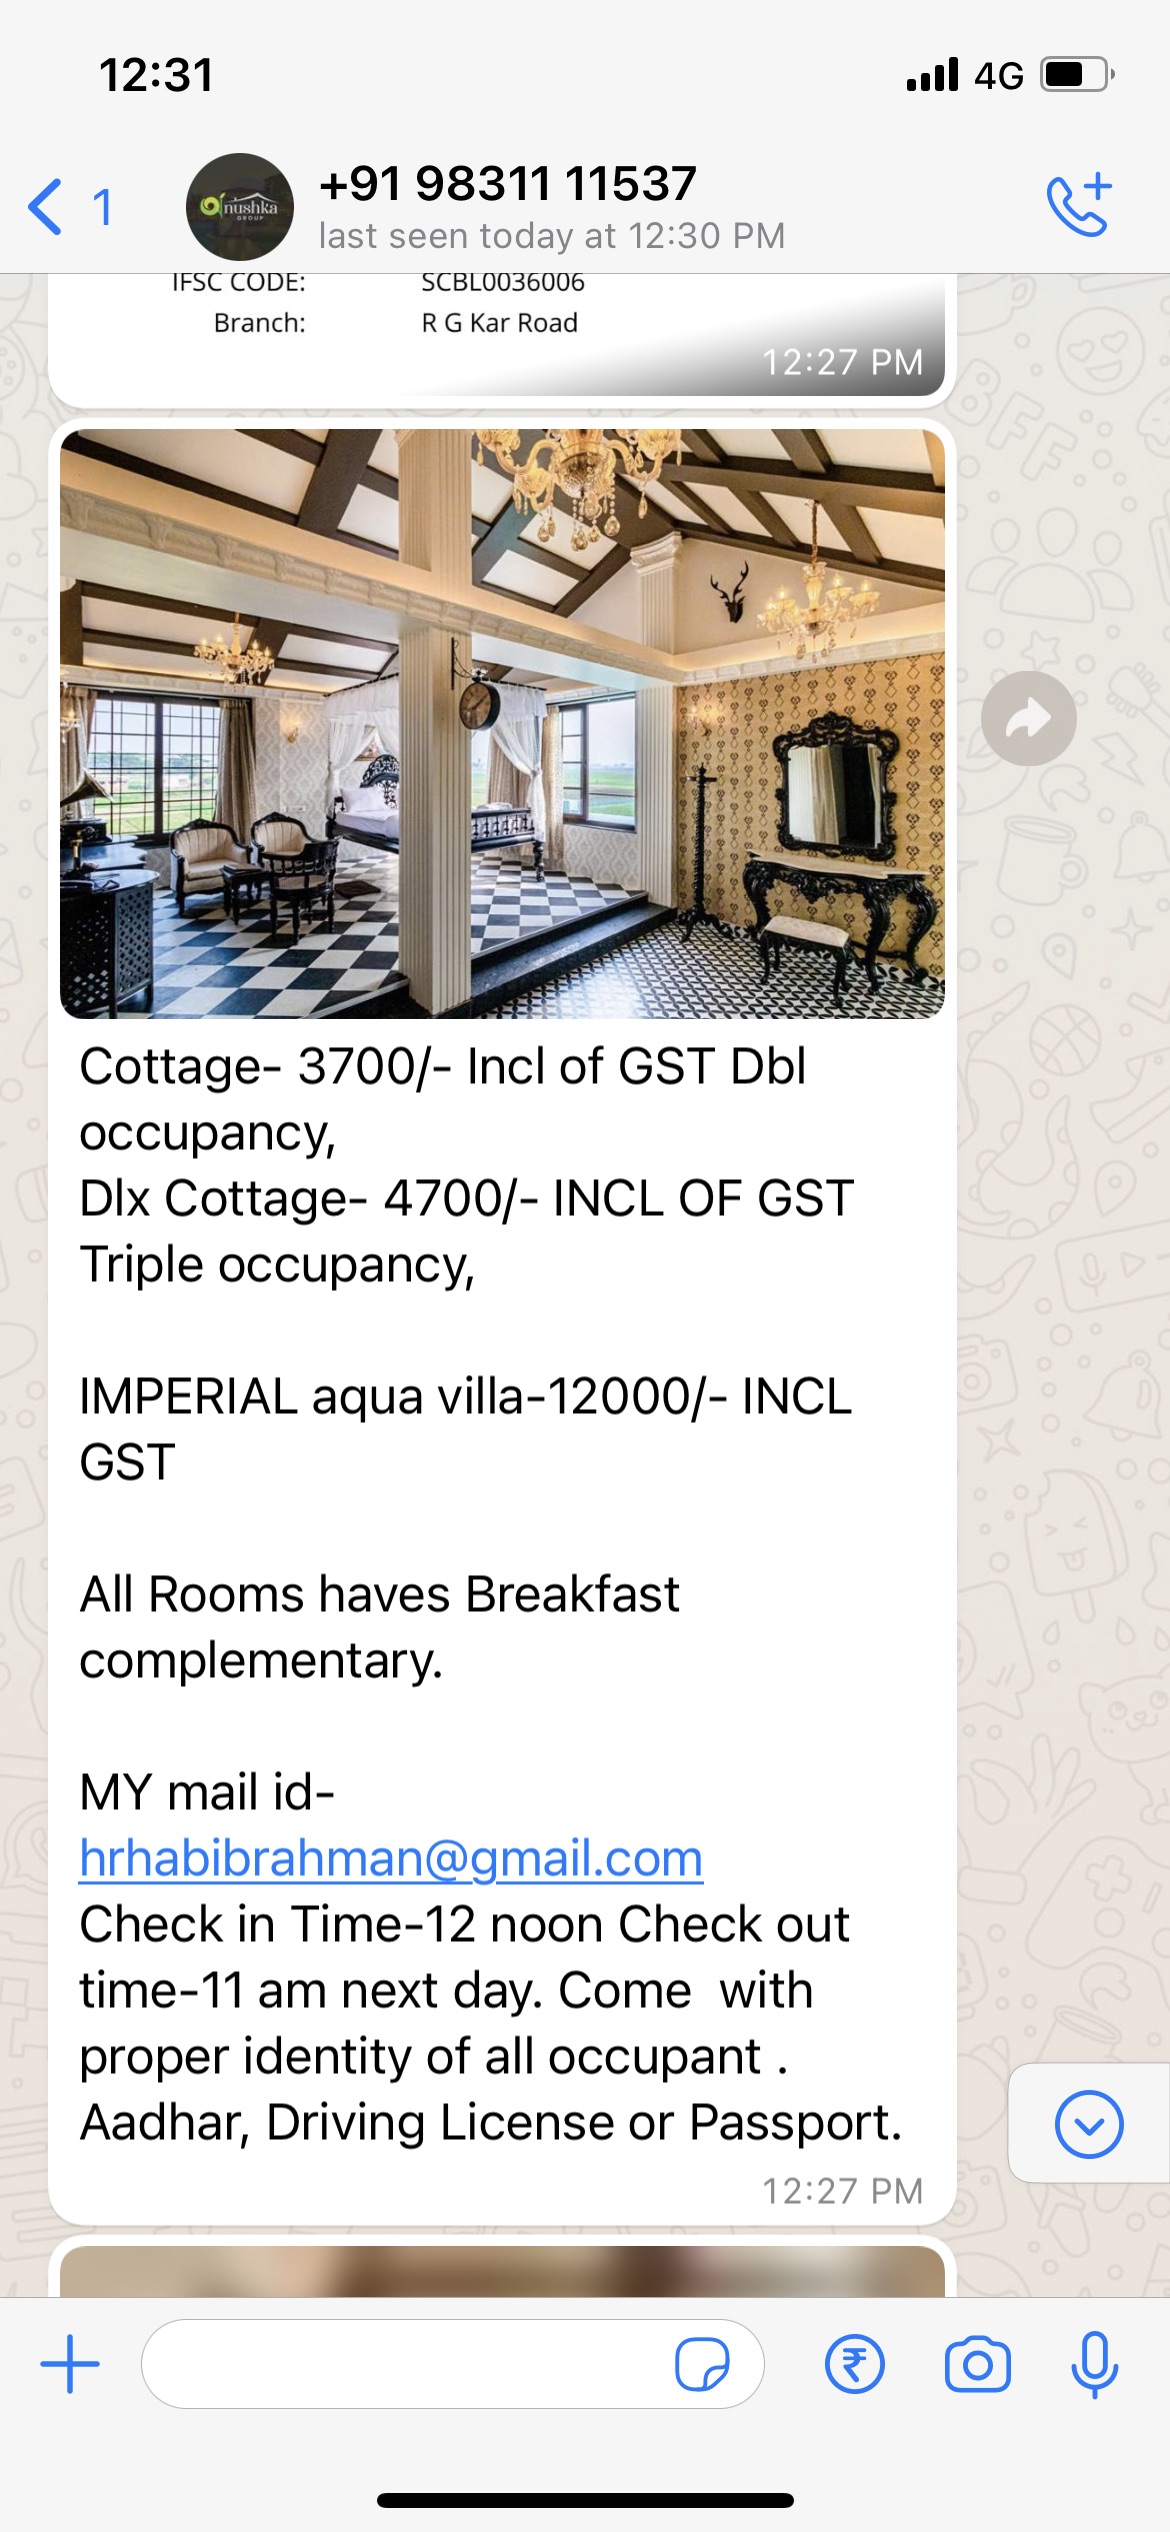 12:31
4G
1
nushka
GROUP
+91 98311 11537
last seen today at 12:30 PM
IFSC CODE: SCBL0036006
Branch: R G Kar Road
12:27 PM
Cottage- 3700/- Incl of GST Dbl
occupancy,
Dlx Cottage- 4700/- INCL OF GST
Triple occupancy,
IMPERIAL aqua villa-12000/- INCL
GST
All Rooms haves Breakfast
complementary.
MY mail id-
hrhabibrahman@gmail.com
Check in Time-12 noon Check out
time-11 am next day. Come  with
proper identity of all occupant .
Aadhar, Driving License or Passport.
12:27 PM
₹